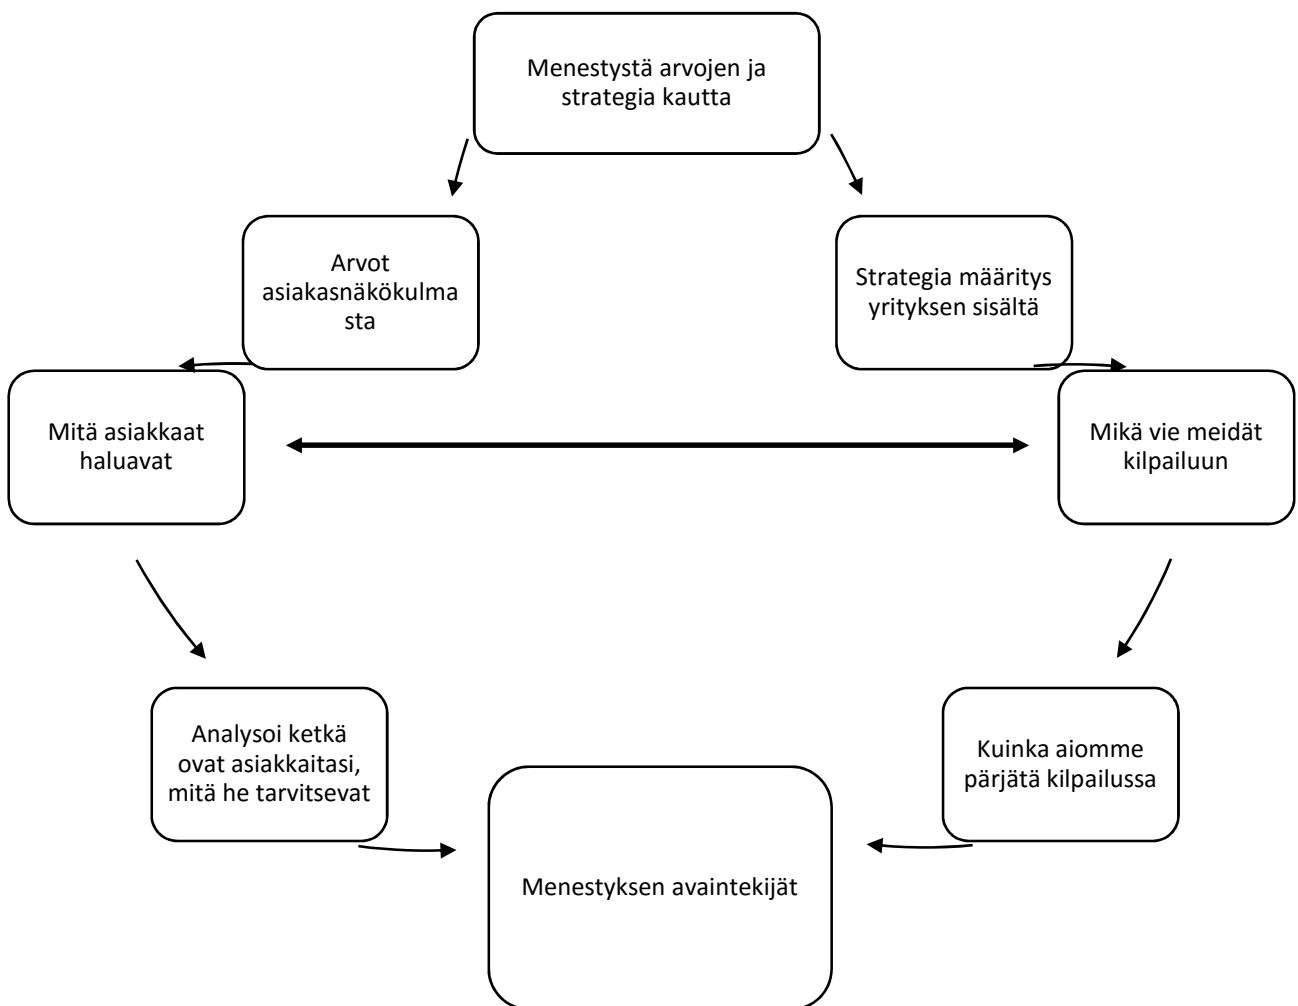 Menestystä arvojen ja
strategia kautta
Arvot
asiakasnäkökulma
sta
Strategia määritys
yrityksen sisältä
Mitä asiakkaat
haluavat
Mikä vie meidät
kilpailuun
Analysoi ketkä
ovat asiakkaitasi,
mitä he tarvitsevat
Kuinka aiomme
pärjätä kilpailussa
Menestyksen avaintekijät